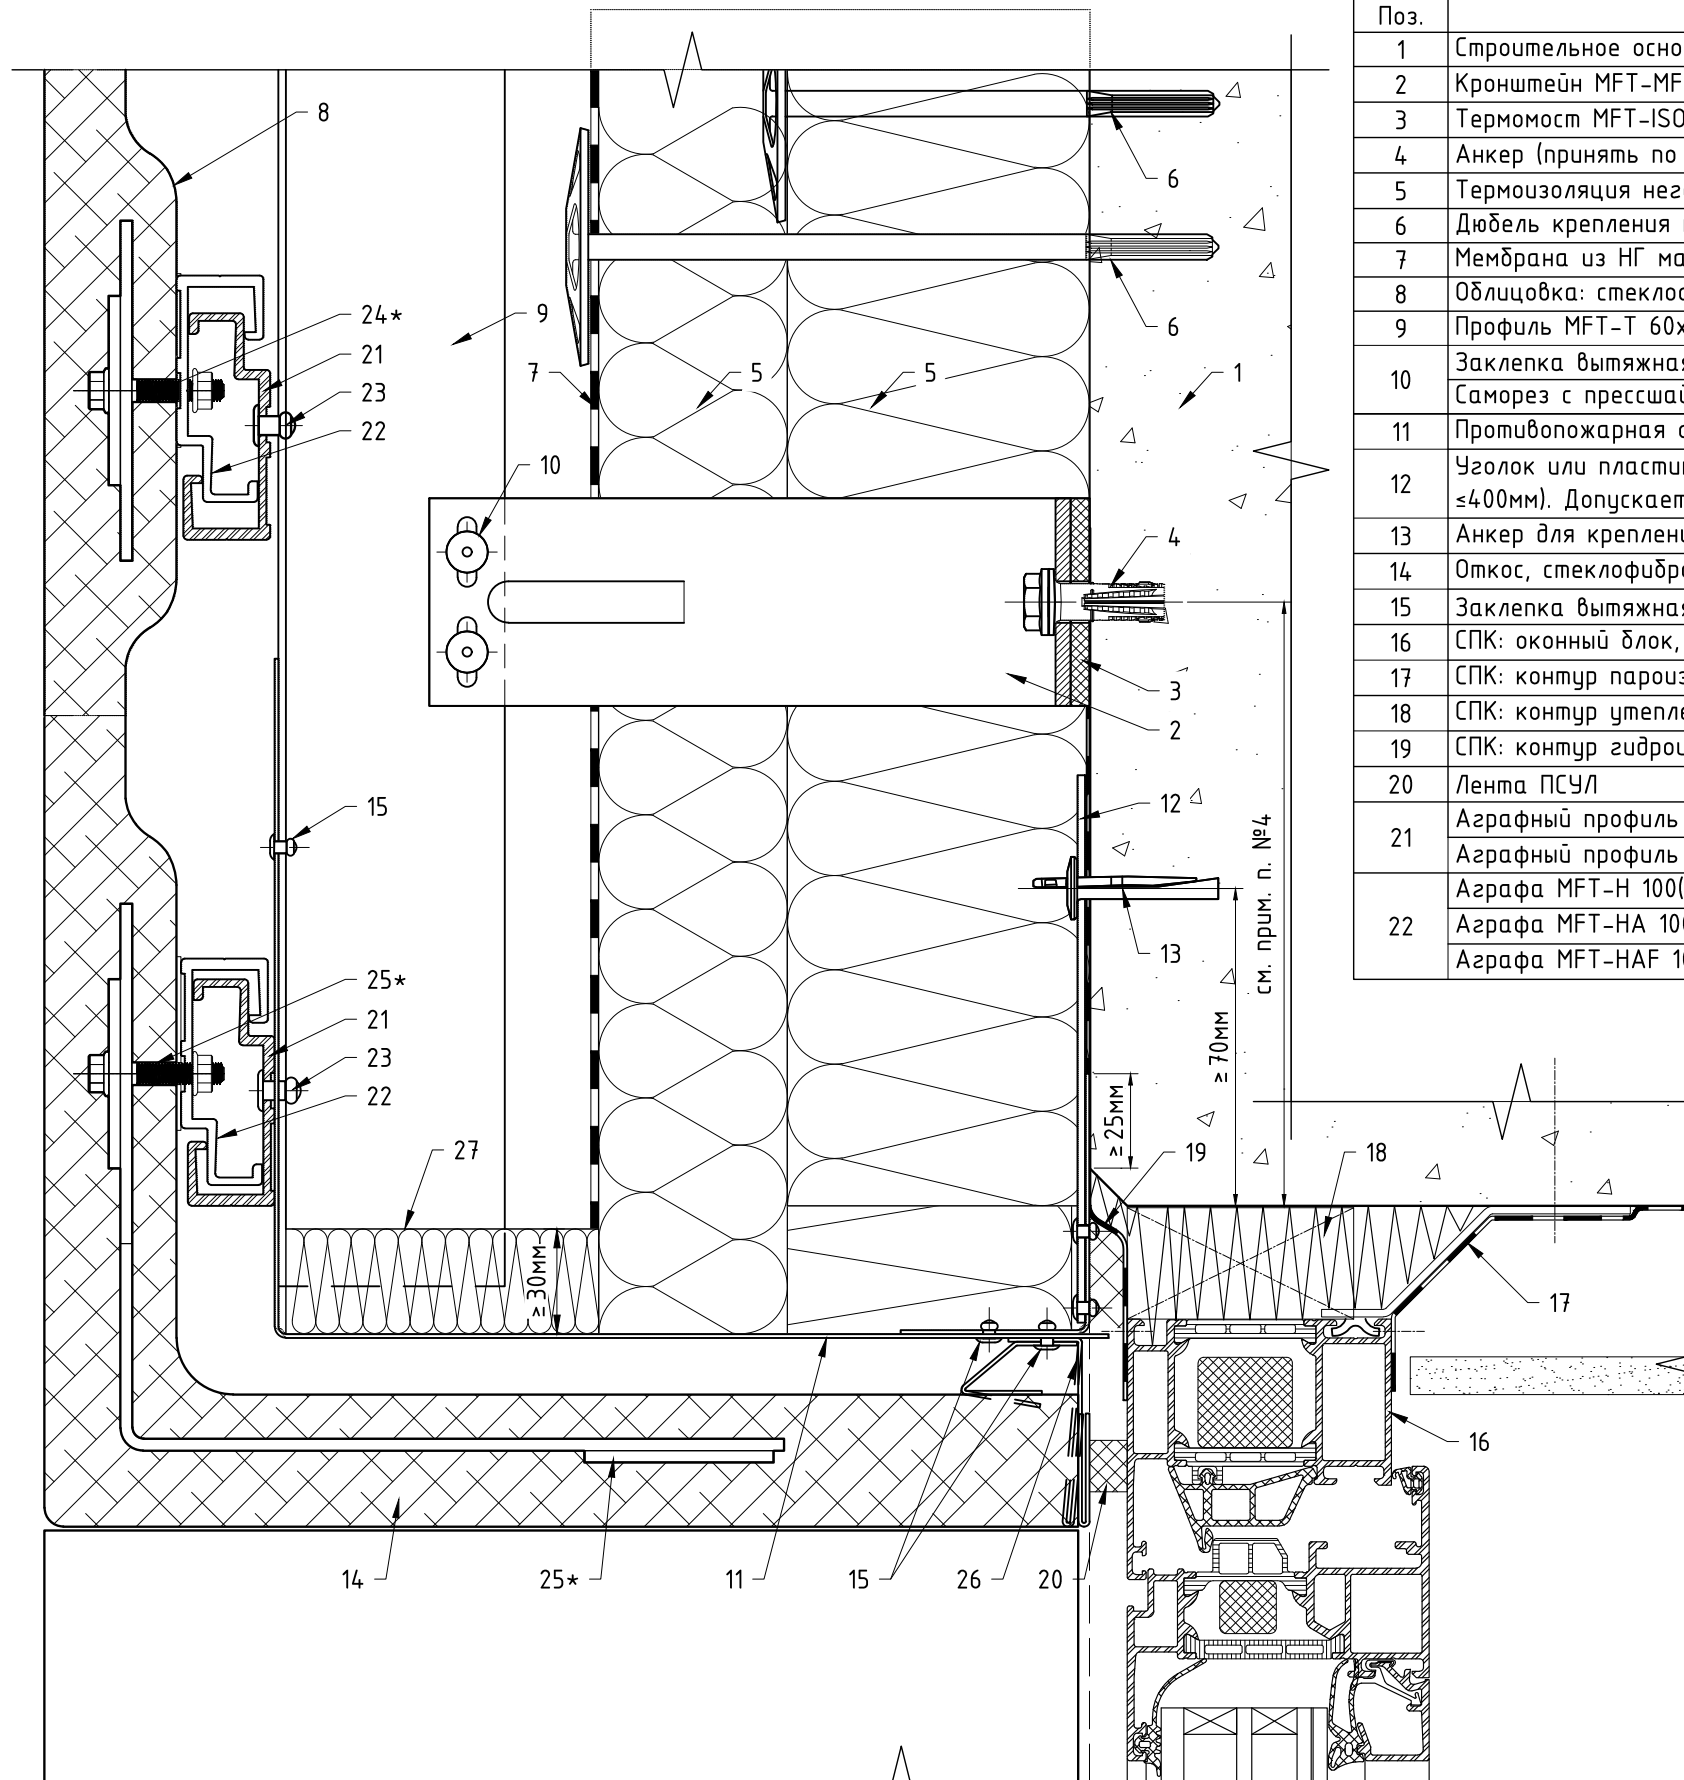 Поз.
1 Строительное осно
2 Кронштейн MFT-MF
3 Термомост MFT-ISO
4 Анкер (принять по
5 Термоизоляция нег
6 Дюбель крепления
7 Мембрана из НГ ма
8 Облицовка: стекло
9 Профиль MFT-T 60x
10 Заклепка вытяжная
Саморез с прессшай
11 Противопожарная
12 Уголок или пласти
≤400мм). Допускает
13 Анкер для креплени
14 Откос, стеклофибро
15 Заклепка вытяжная
16 СПК: оконный блок,
17 СПК: контур пароиз
18 СПК: контур утепле
19 СПК: контур гидрои
20 Лента ПСУЛ
21 Аграфный профиль
Аграфный профиль
22 Аграфа MFT-H 100(
Аграфа MFT-HA 10
Аграфа MFT-HAF 1
8
6
24*
9
6
21
7
5
5
1
23
22
10
4
3
2
15
12
см. прим. п. №4
13
25*
21
≥70мм
23
22
≥25мм
27
19
18
≥30мм
17
16
14
25*
11
15
26
20